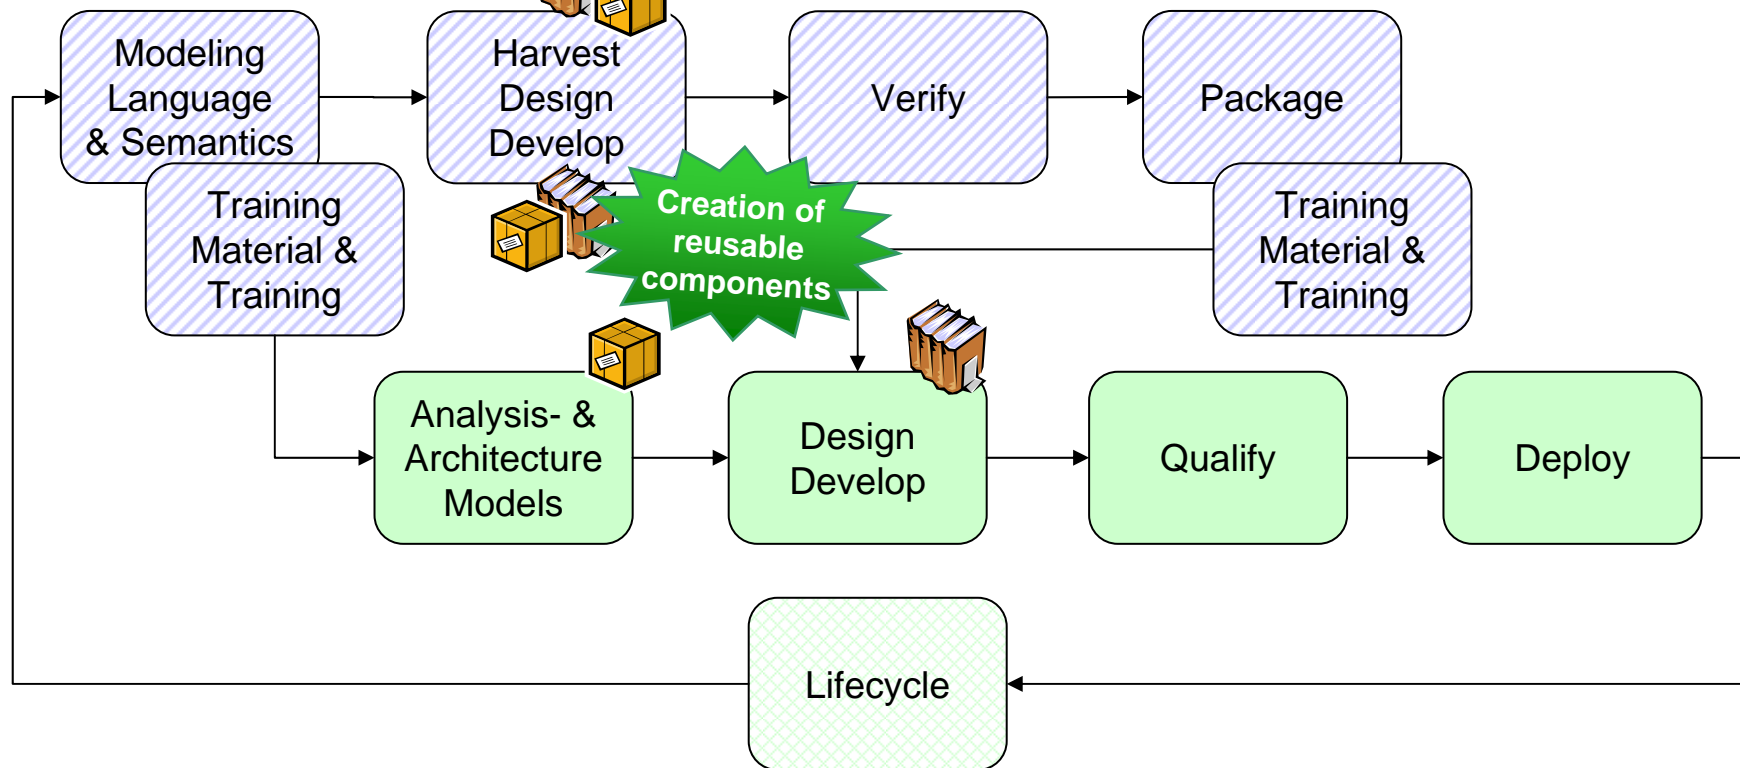 Modeling
Language
& Semantics
Harvest
Design
Develop
Verify
Package
Training
Material &
Training
Creation of
reusable
components
Training
Material &
Training
Analysis- &
Architecture
Models
Design
Develop
Qualify
Deploy
Lifecycle